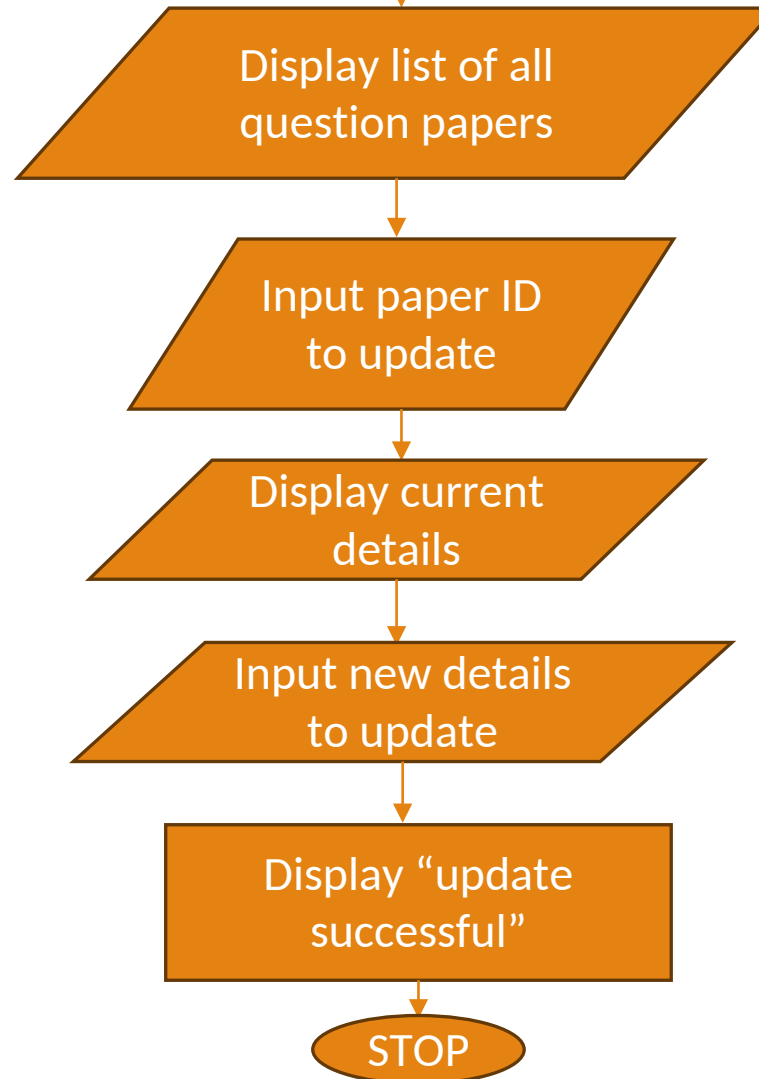 Display list of all
question papers
Input paper ID
to update
Display current
details
Input new details
to update
Display “update
successful”
STOP